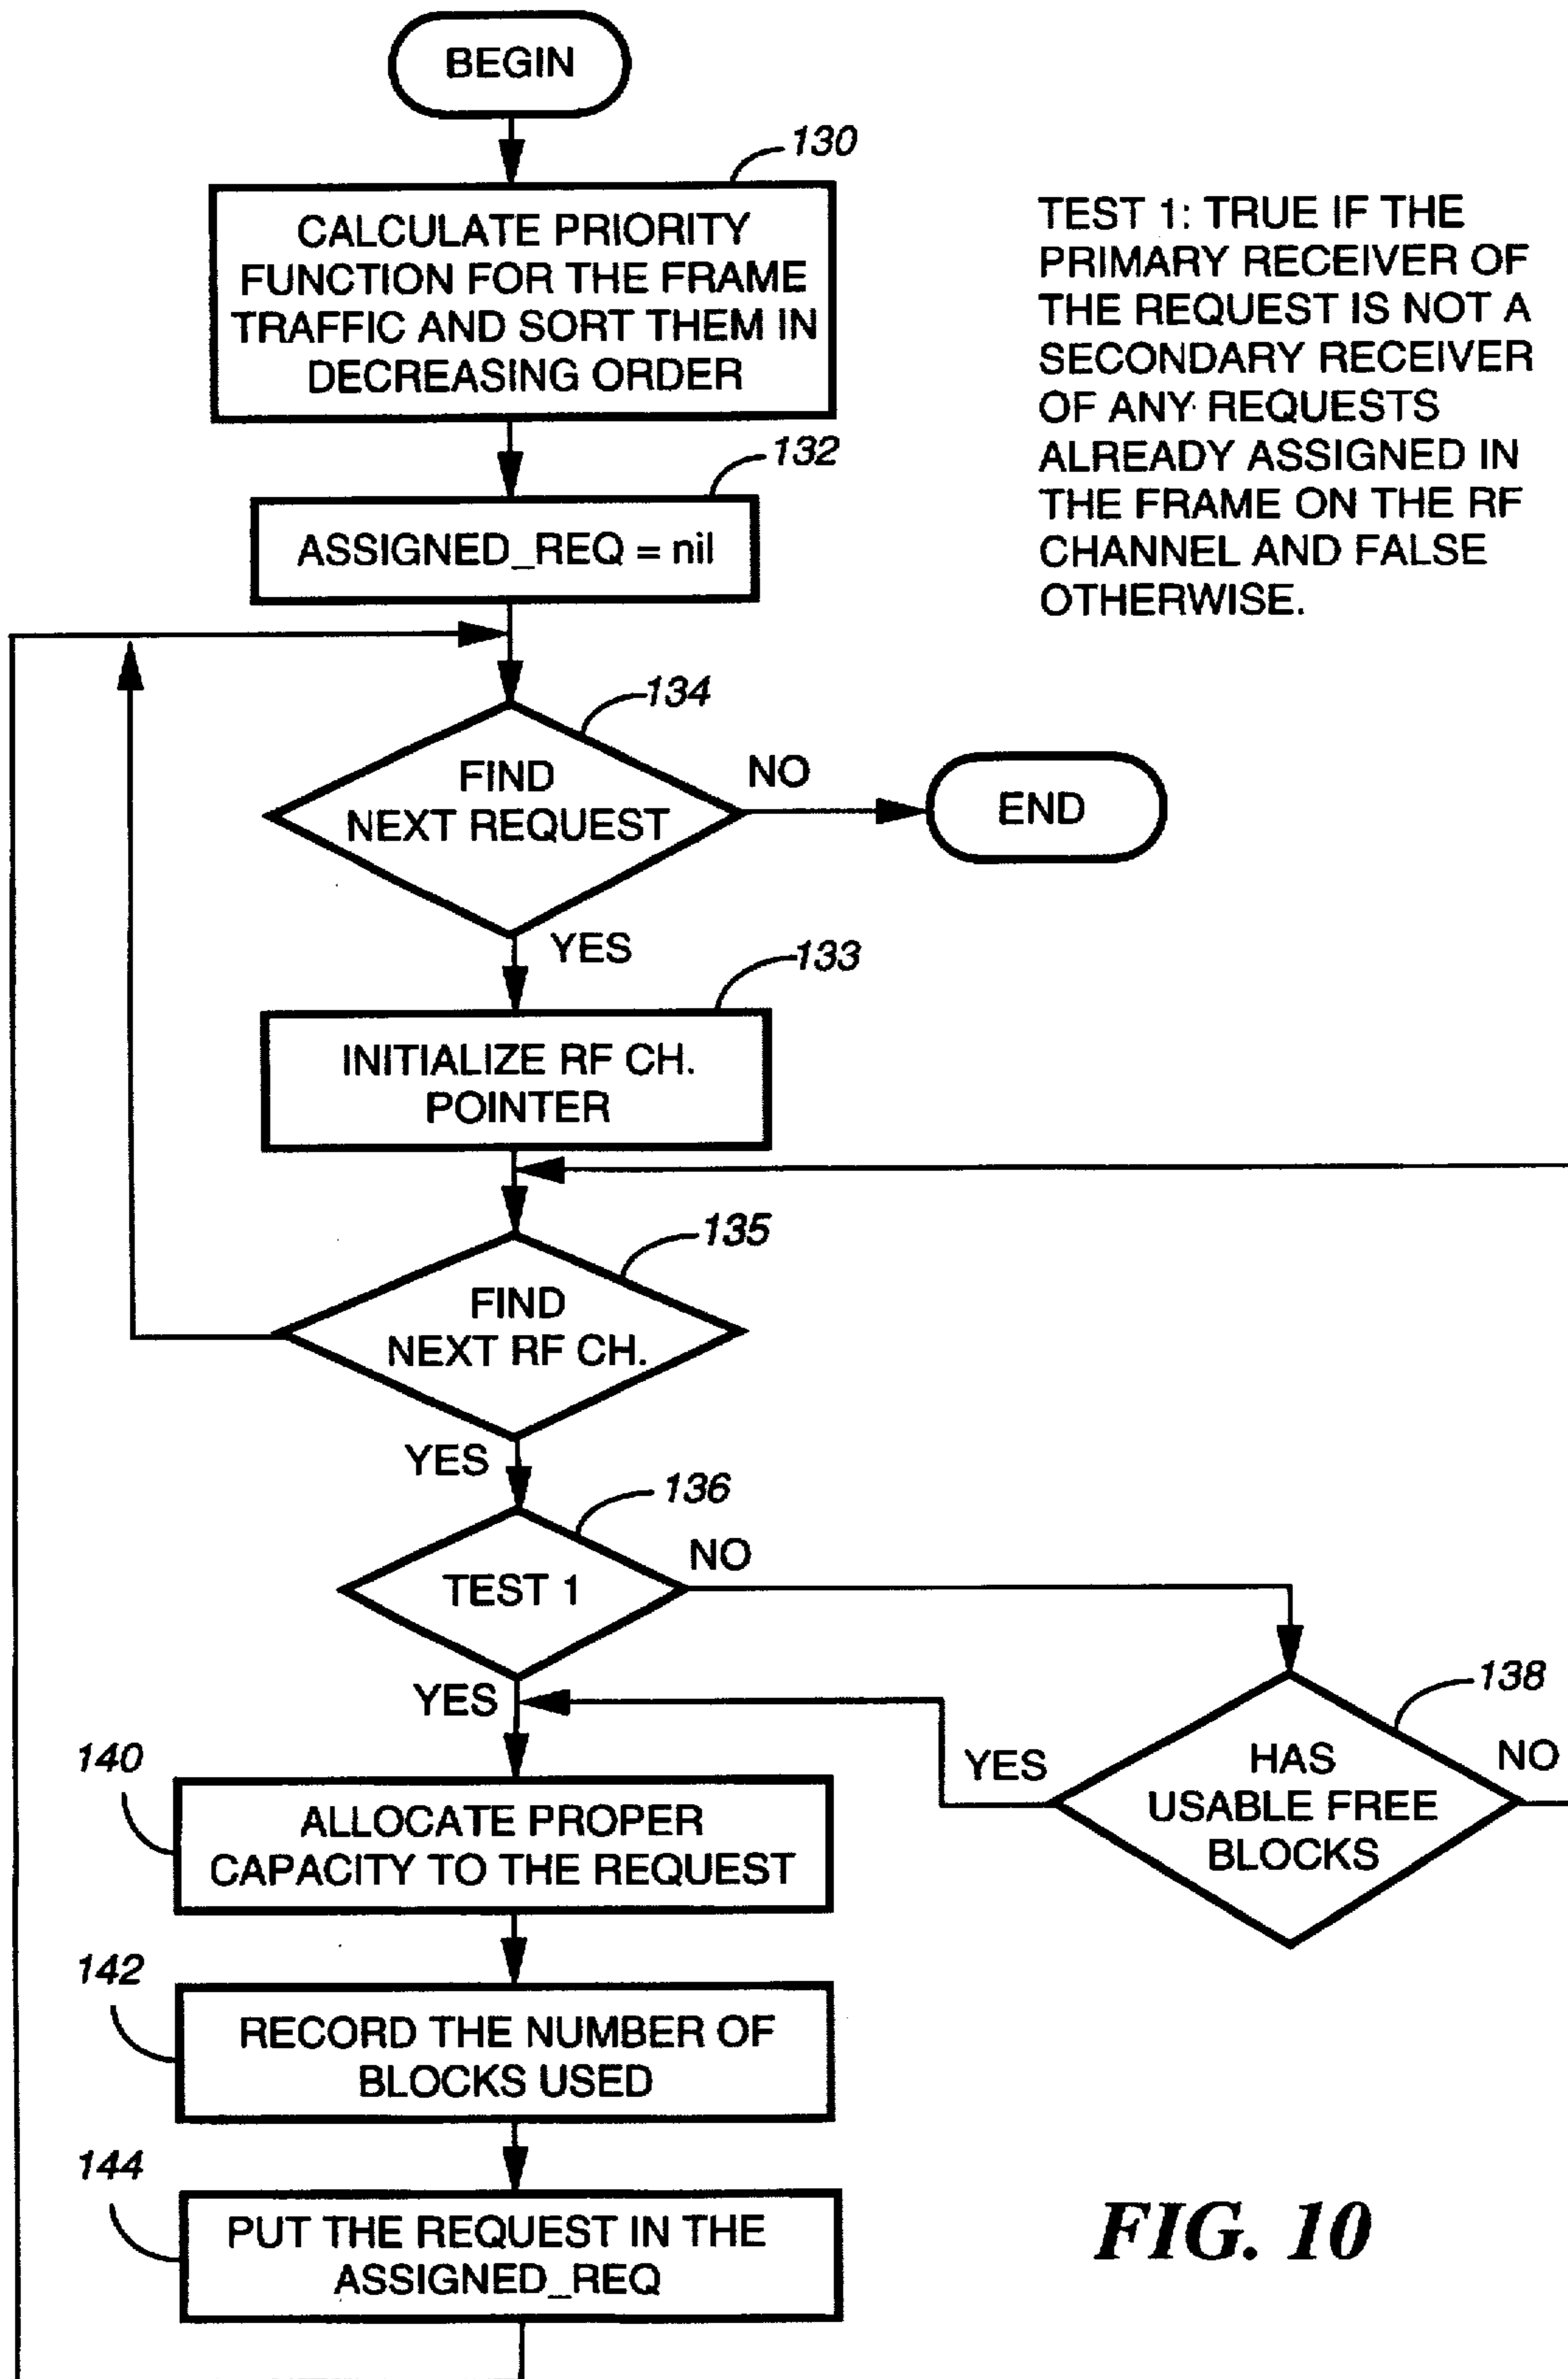 BEGIN
130
CALCULATE PRIORITY
FUNCTION FOR THE FRAME
TRAFFIC AND SORT THEM IN
DECREASING ORDER
TEST 1: TRUE IF THE
PRIMARY RECEIVER OF
THE REQUEST IS NOT A
SECONDARY RECEIVER
OF ANY REQUESTS
ALREADY ASSIGNED IN
THE FRAME ON THE RF
CHANNEL AND FALSE
OTHERWISE.
132
ASSIGNED_REQ = nil
134
FIND
NEXT REQUEST
NO
END
YES
133
INITIALIZE RF CH.
POINTER
135
FIND
NEXT RF CH.
YES
136
TEST 1
NO
YES
138
HAS
USABLE FREE
BLOCKS
YES
NO
140
ALLOCATE PROPER
CAPACITY TO THE REQUEST
142
RECORD THE NUMBER OF
BLOCKS USED
144
PUT THE REQUEST IN THE
ASSIGNED_REQ
FIG. 10